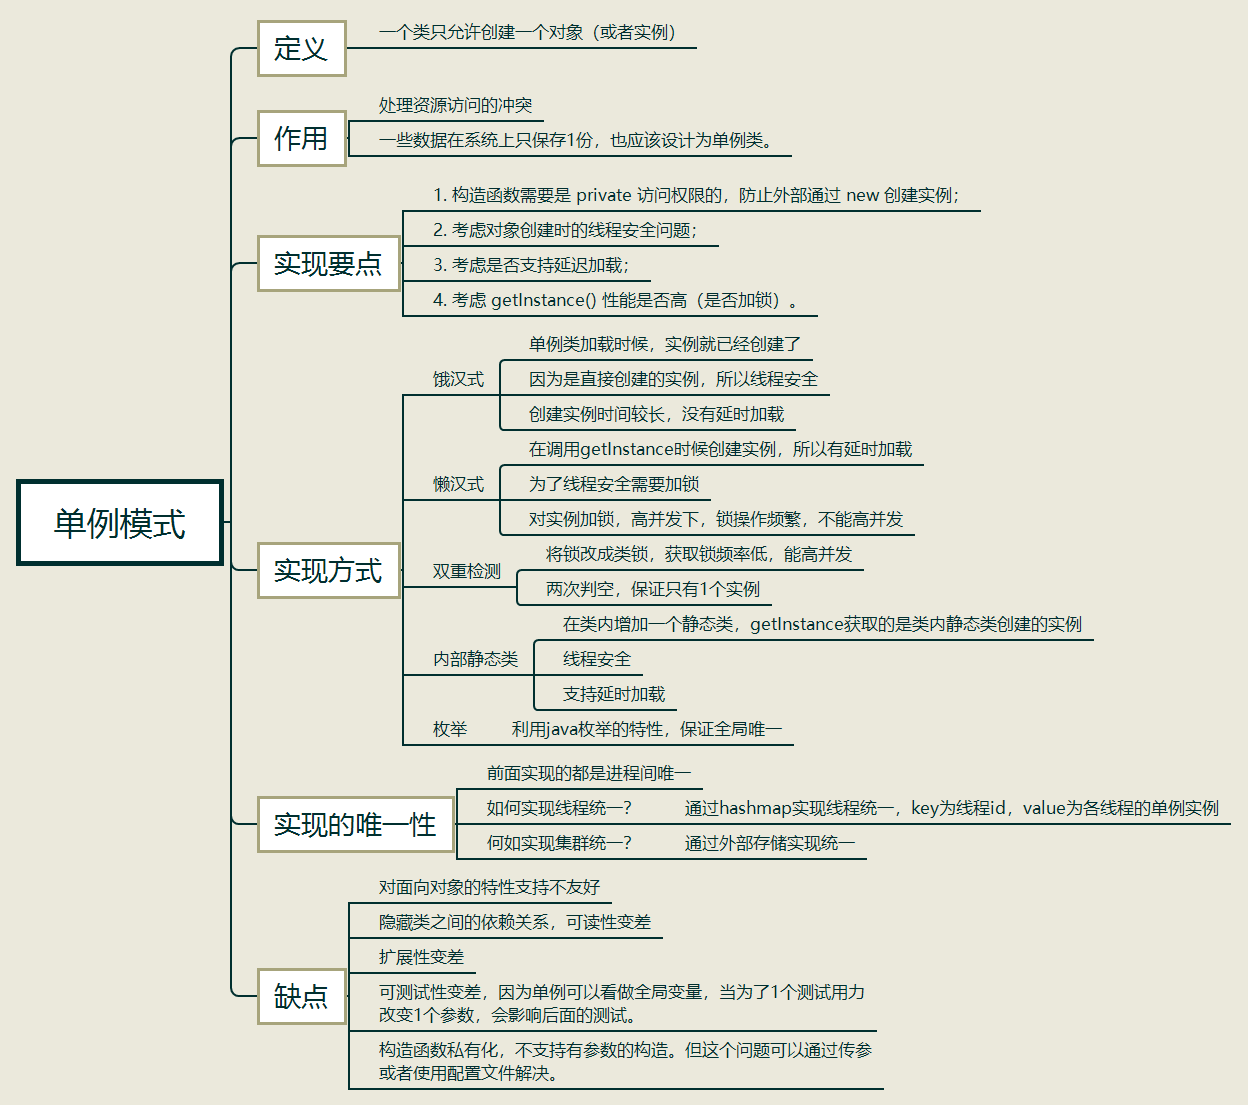 单例模式
定义
一个类只允许创建一个对象（或者实例）
作用
处理资源访问的冲突
一些数据在系统上只保存1份，也应该设计为单例类。
实现要点
1. 构造函数需要是 private 访问权限的，防止外部通过 new 创建实例；
2. 考虑对象创建时的线程安全问题；
3. 考虑是否支持延迟加载；
4. 考虑 getInstance() 性能是否高（是否加锁）。
实现方式
饿汉式
单例类加载时候，实例就已经创建了
因为是直接创建的实例，所以线程安全
创建实例时间较长，没有延时加载
懒汉式
在调用getInstance时候创建实例，所以有延时加载
为了线程安全需要加锁
对实例加锁，高并发下，锁操作频繁，不能高并发
双重检测
将锁改成类锁，获取锁频率低，能高并发
两次判空，保证只有1个实例
内部静态类
在类内增加一个静态类，getInstance获取的是类内静态类创建的实例
线程安全
支持延时加载
枚举
利用java枚举的特性，保证全局唯一
实现的唯一性
前面实现的都是进程间唯一
如何实现线程统一？
通过hashmap实现线程统一，key为线程id，value为各线程的单例实例
何如实现集群统一？
通过外部存储实现统一
缺点
对面向对象的特性支持不友好
隐藏类之间的依赖关系，可读性变差
扩展性变差
可测试性变差，因为单例可以看做全局变量，当为了1个测试用力
改变1个参数，会影响后面的测试。
构造函数私有化，不支持有参数的构造。但这个问题可以通过传参
或者使用配置文件解决。